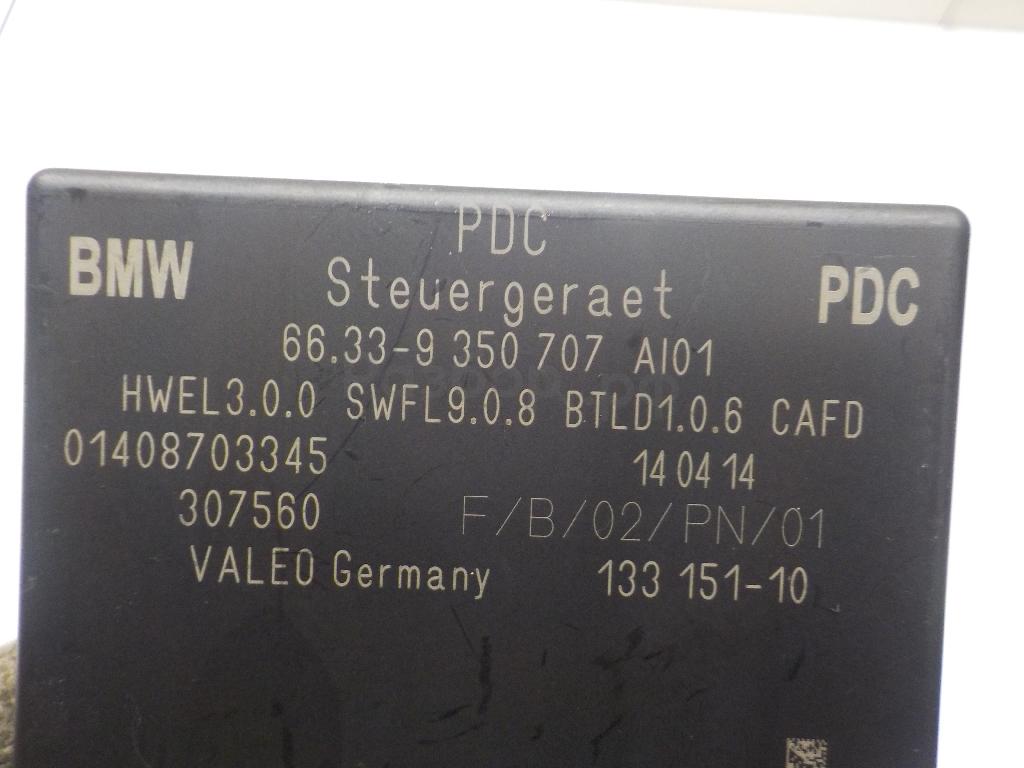 PDC
BMW Steuergeraet PDC
66.33-9 350 707 AI01
HWEL3.0.0 SWFL9.0.8 BTLD1.0.6 CAFD
01408703345 14 04 14
307560 F/B/02/PN/01
VALEO Germany 133 151-10